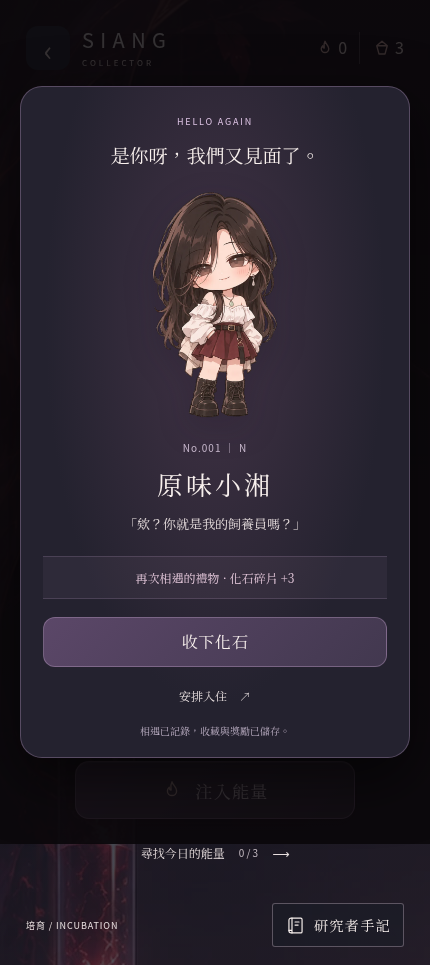 SIANG
COLLECTOR
0
3
HELLO AGAIN
是你呀，我們又見面了。
No.001 ｜ N
原味小湘
「欸？你就是我的飼養員嗎？」
再次相遇的禮物 · 化石碎片 +3
收下化石
安排入住 ↗
相遇已記錄，收藏與獎勵已儲存。
注入能量
尋找今日的能量 0/3 →
培育 / INCUBATION
研究者手記